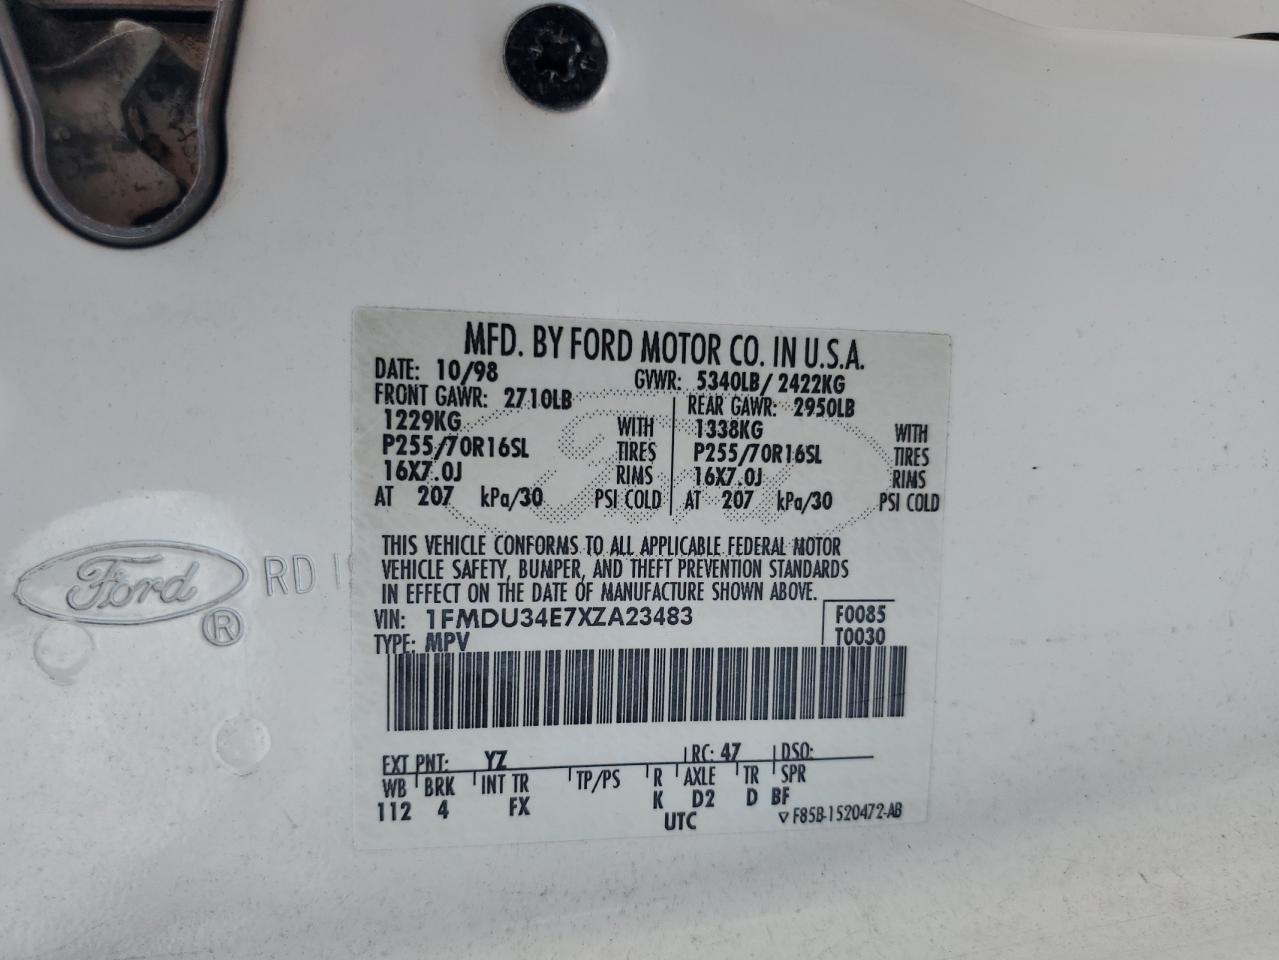 MFD. BY FORD MOTOR CO. IN U.S.A.
DATE: 10/98 GVWR: 5340LB/ 2422KG
FRONT GAWR: 2710LB REAR GAWR: 2950LB
1229KG WITH 1338KG WITH
P255/70R16SL TIRES P255/70R16SL TIRES
16X7.0J RIMS 16X7.0J RIMS
AT 207 kPa/30 PSI COLD AT 207 kPa/30 PSI COLD
THIS VEHICLE CONFORMS TO ALL APPLICABLE FEDERAL MOTOR
VEHICLE SAFETY, BUMPER, AND THEFT PREVENTION STANDARDS
IN EFFECT ON THE DATE OF MANUFACTURE SHOWN ABOVE.
VIN: 1FMDU34E7XZA23483 F0085
TYPE: MPV T0030
EXT PNT: YZ RC: 47 DSO:
WB BRK INT TR TP/PS R AXLE TR SPR
112 4 FX K D2 D BF
UTC ▽ F85B-1520472-AB
Ford ® RD